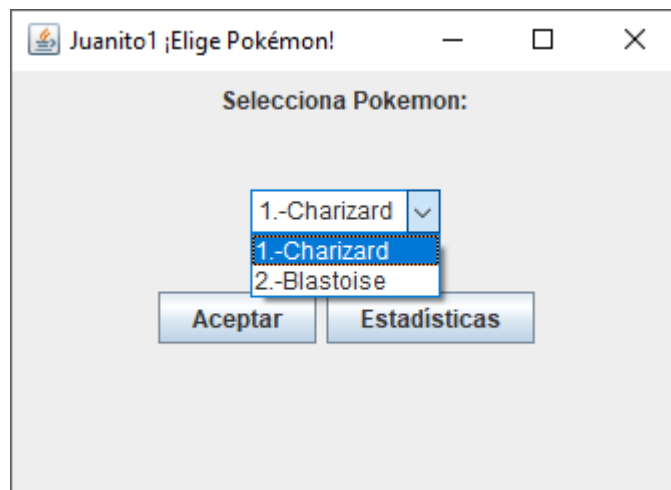 Juanito1 ¡Elige Pokémon!
Selecciona Pokemon:
1.-Charizard
1.-Charizard
2.-Blastoise
Aceptar Estadísticas